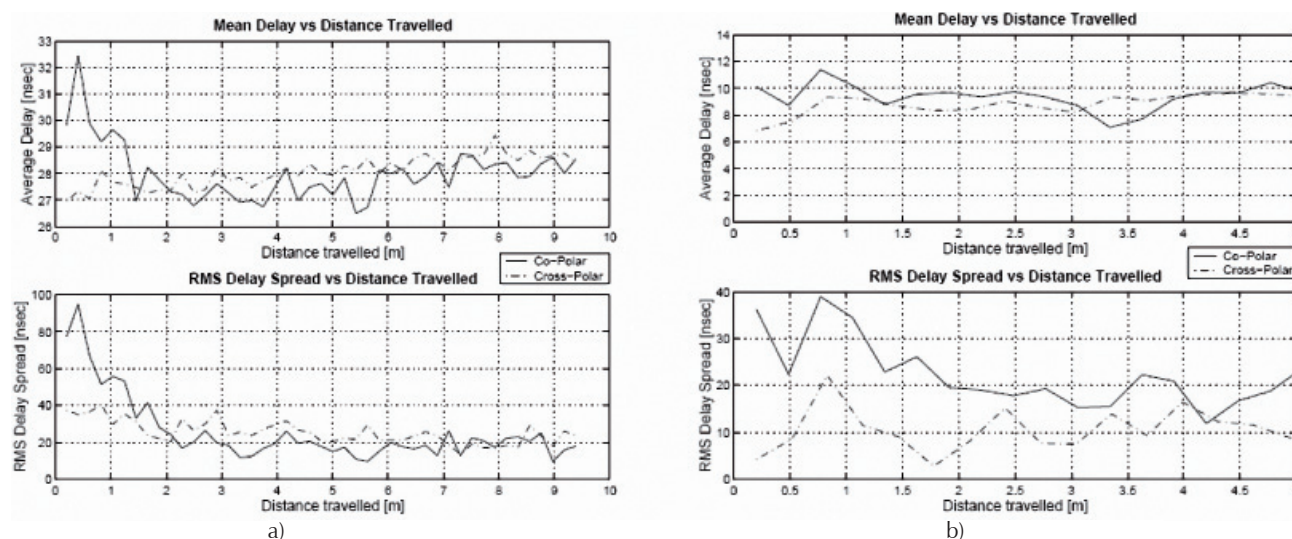 Mean Delay vs Distance Travelled
Average Delay [nsec]
33
32
31
30
29
28
27
26
0 1 2 3 4 5 6 7 8 9 10
Distance travelled [m]
Co-Polar
Cross-Polar
RMS Delay Spread vs Distance Travelled
RMS Delay Spread [nsec]
100
80
60
40
20
0
0 1 2 3 4 5 6 7 8 9 10
Distance travelled [m]
a)
Mean Delay vs Distance Travelled
Average Delay [nsec]
14
12
10
8
6
4
2
0
0 0.5 1 1.5 2 2.5 3 3.5 4 4.5
Distance travelled [m]
Co-Polar
Cross-Polar
RMS Delay Spread vs Distance Travelled
RMS Delay Spread [nsec]
40
30
20
10
0
0 0.5 1 1.5 2 2.5 3 3.5 4 4.5
Distance travelled [m]
b)